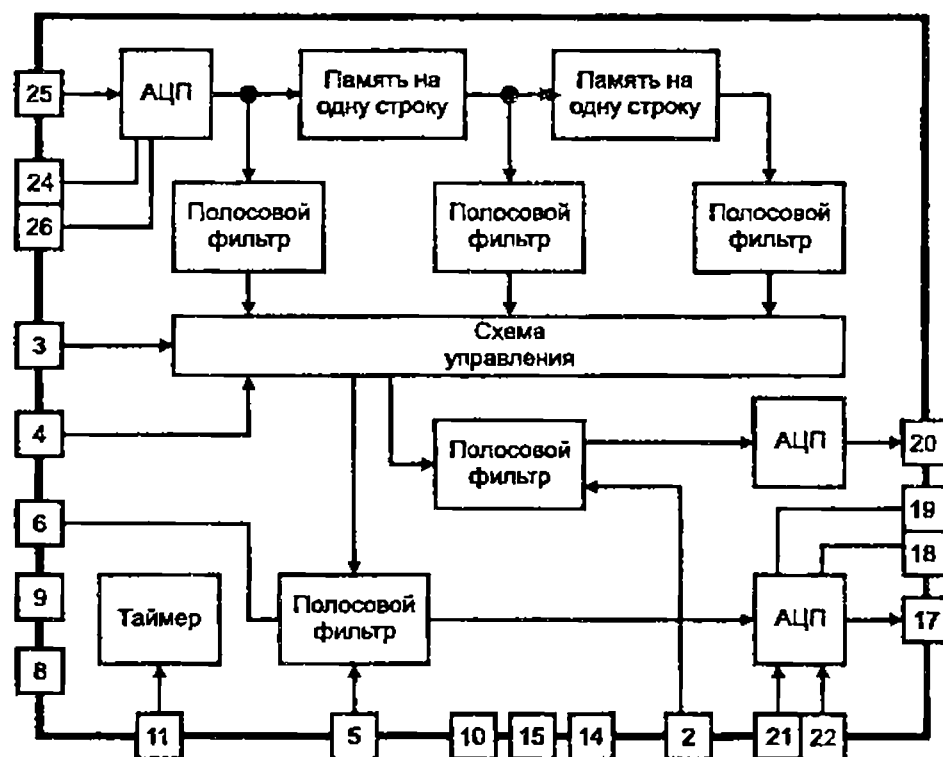 25
АЦП
Память на
одну строку
Память на
одну строку
24
26
Полосовой
фильтр
Полосовой
фильтр
Полосовой
фильтр
3
Схема
управления
4
Полосовой
фильтр
АЦП
20
6
19
18
9
Таймер
Полосовой
фильтр
АЦП
17
8
11
5
10
15
14
2
21
22